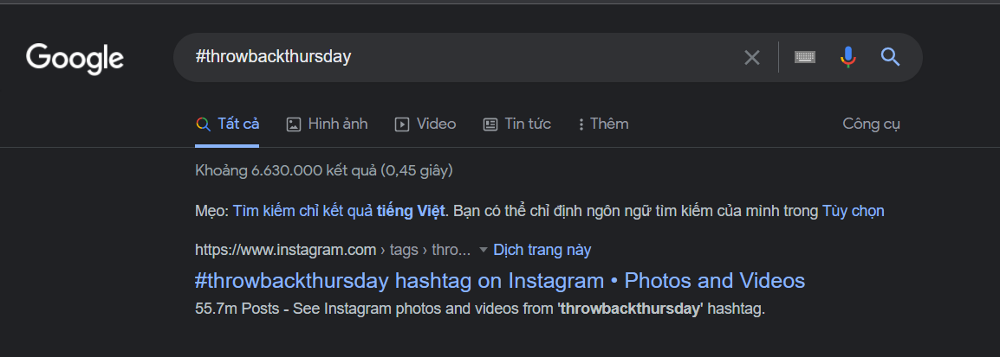 Google
#throwbackthursday
Tất cả Hình ảnh Video Tin tức Thêm Công cụ
Khoảng 6.630.000 kết quả (0,45 giây)
Mẹo: Tìm kiếm chỉ kết quả tiếng Việt. Bạn có thể chỉ định ngôn ngữ tìm kiếm của mình trong Tùy chọn
https://www.instagram.com › tags › thro... Dịch trang này
#throwbackthursday hashtag on Instagram • Photos and Videos
55.7m Posts - See Instagram photos and videos from 'throwbackthursday' hashtag.